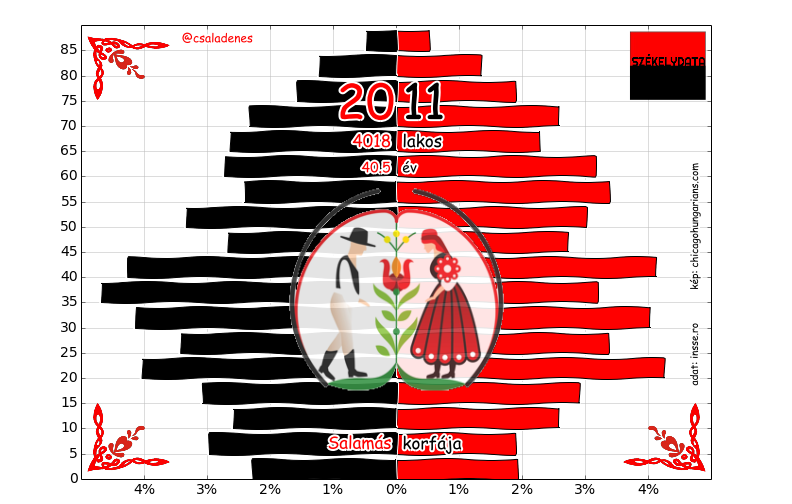 @csaladenes
SZÉKELYDATA
2011
4018 lakos
40.5 év
kép: chicagohungarians.com
adat: insse.ro
Salamás korfája
85
80
75
70
65
60
55
50
45
40
35
30
25
20
15
10
5
0
4% 3% 2% 1% 0% 1% 2% 3% 4%